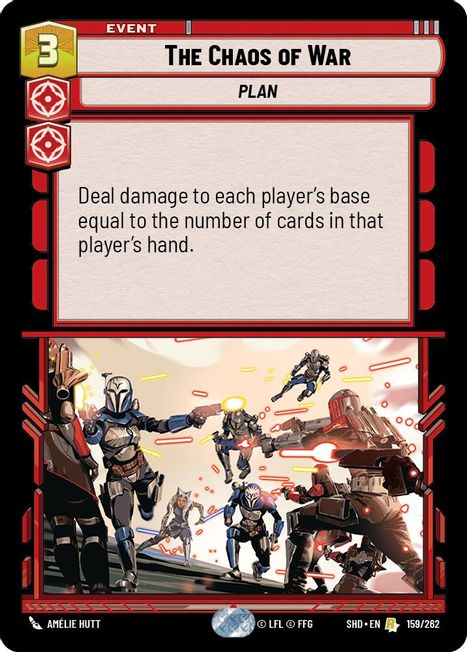 EVENT
3
THE CHAOS OF WAR
PLAN
Deal damage to each player's base
equal to the number of cards in that
player's hand.
AMÉLIE HUTT
© LFL © FFG
SHD • EN
R
159/262